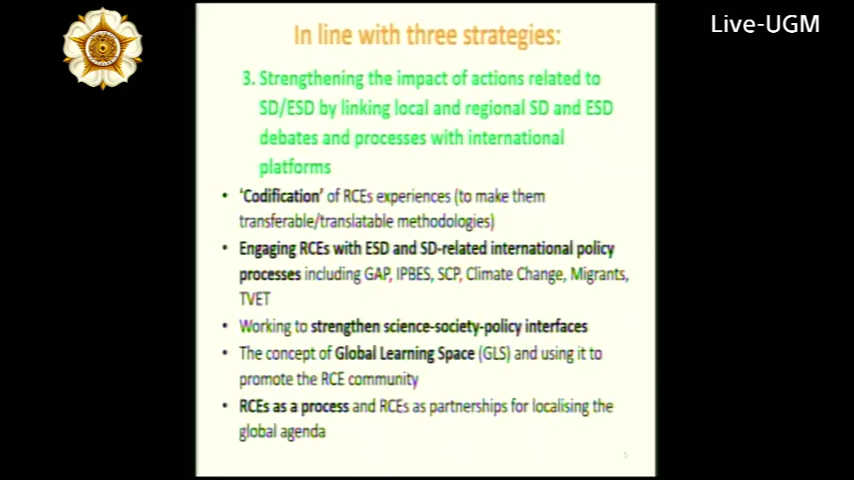 Live-UGM
In line with three strategies:
3. Strengthening the impact of actions related to
SD/ESD by linking local and regional SD and ESD
debates and processes with international
platforms
• 'Codification' of RCEs experiences (to make them
transferable/translatable methodologies)
• Engaging RCEs with ESD and SD-related international policy
processes including GAP, IPBES, SCP, Climate Change, Migrants,
TVET
• Working to strengthen science-society-policy interfaces
• The concept of Global Learning Space (GLS) and using it to
promote the RCE community
• RCEs as a process and RCEs as partnerships for localising the
global agenda